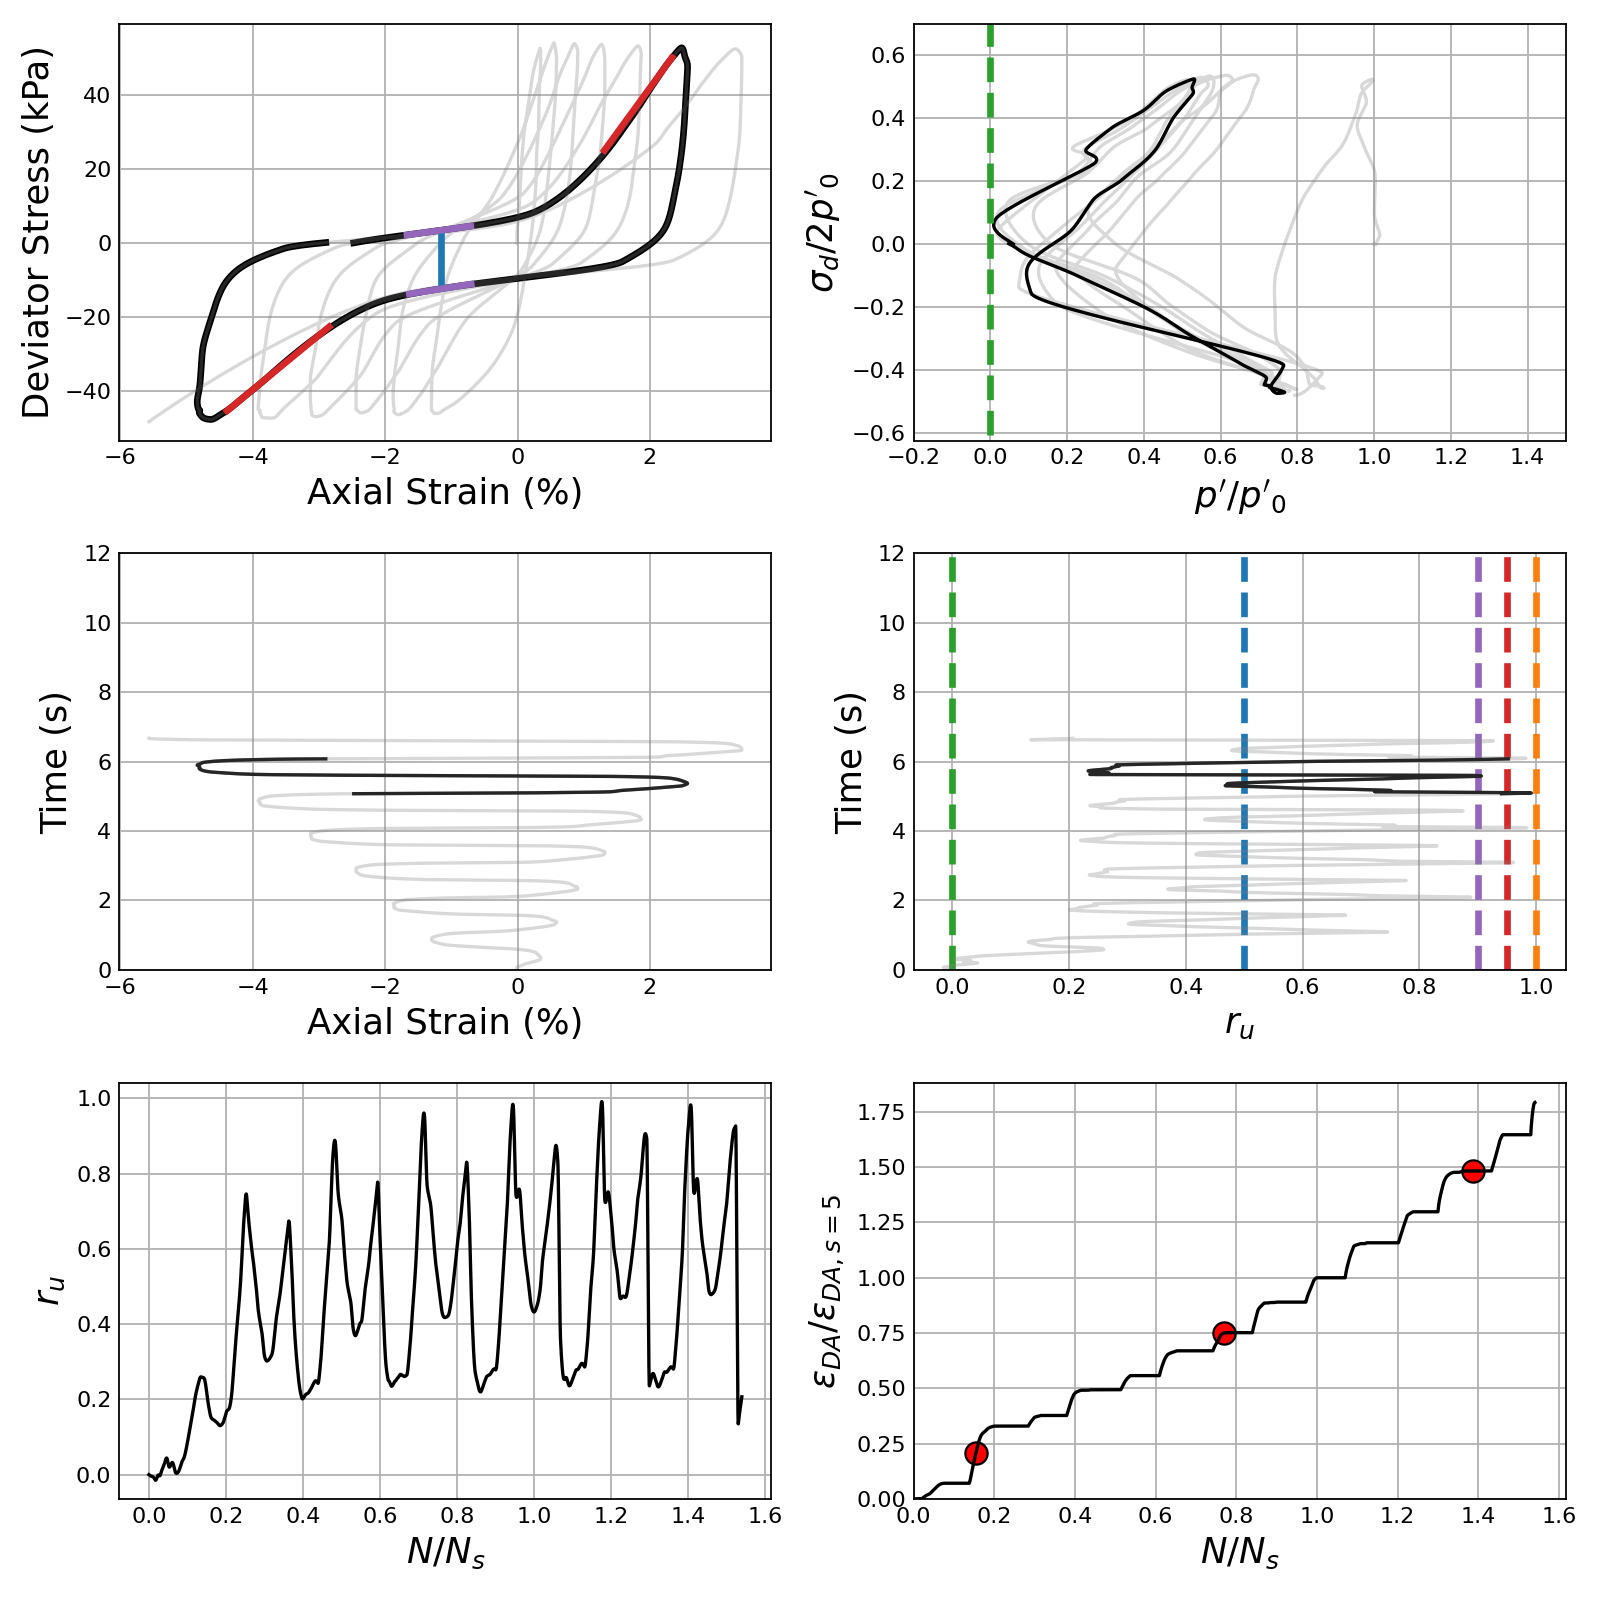 Deviator Stress (kPa)
40
20
0
−20
−40
−6 −4 −2 0 2
Axial Strain (%)
σd/2p′0
0.6
0.4
0.2
0.0
−0.2
−0.4
−0.6
−0.2 0.0 0.2 0.4 0.6 0.8 1.0 1.2 1.4
p′/p′0
Time (s)
12
10
8
6
4
2
0
−6 −4 −2 0 2
Axial Strain (%)
Time (s)
12
10
8
6
4
2
0
0.0 0.2 0.4 0.6 0.8 1.0
ru
ru
1.0
0.8
0.6
0.4
0.2
0.0
0.0 0.2 0.4 0.6 0.8 1.0 1.2 1.4 1.6
N/Ns
εDA/εDA, s = 5
1.75
1.50
1.25
1.00
0.75
0.50
0.25
0.00
0.0 0.2 0.4 0.6 0.8 1.0 1.2 1.4 1.6
N/Ns